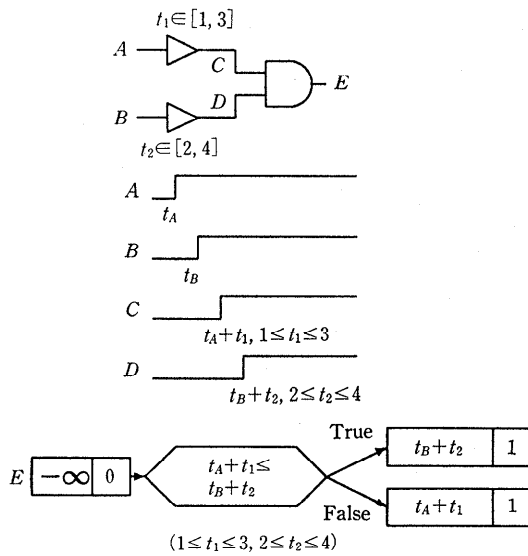 t₁∈[1, 3]
A
C
E
D
B
t₂∈[2, 4]
A
t_A
B
t_B
C
t_A+t₁, 1≤t₁≤3
D
t_B+t₂, 2≤t₂≤4
True
t_B+t₂ 1
E −∞ 0
t_A+t₁≤
t_B+t₂
t_A+t₁ 1
False
(1≤t₁≤3, 2≤t₂≤4)